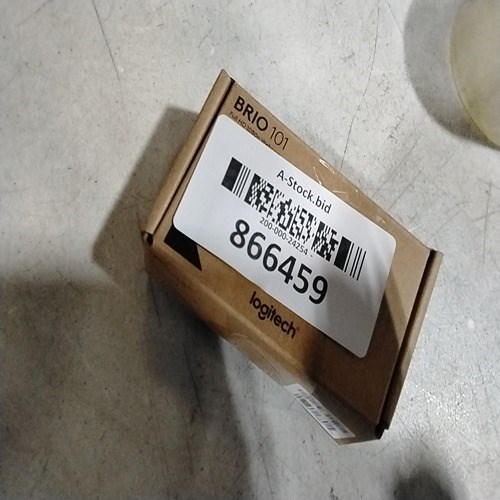 BRIO 101
A-Stock.bid
200-000-24254
866459
logitech